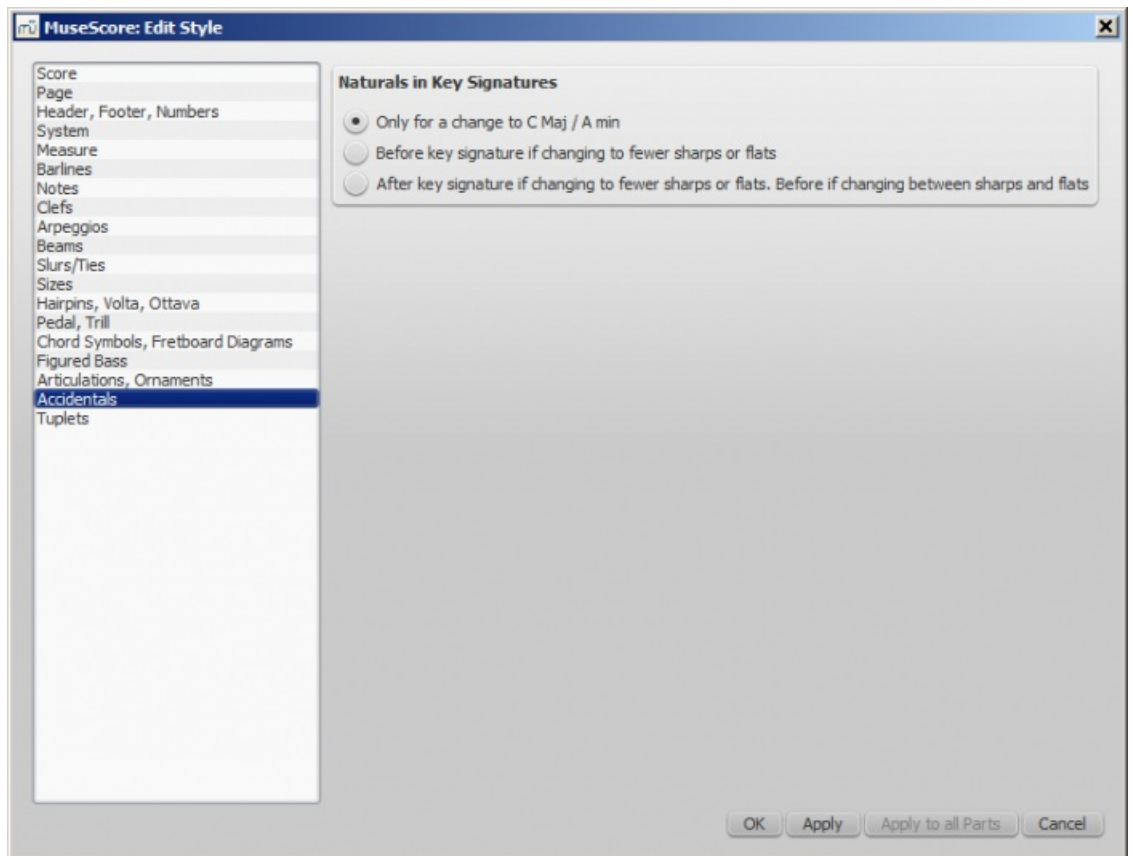 MuseScore: Edit Style
Score
Page
Header, Footer, Numbers
System
Measure
Barlines
Notes
Clefs
Arpeggios
Beams
Slurs/Ties
Sizes
Hairpins, Volta, Ottava
Pedal, Trill
Chord Symbols, Fretboard Diagrams
Figured Bass
Articulations, Ornaments
Accidentals
Tuplets
Naturals in Key Signatures
Only for a change to C Maj / A min
Before key signature if changing to fewer sharps or flats
After key signature if changing to fewer sharps or flats. Before if changing between sharps and flats
OK Apply Apply to all Parts Cancel